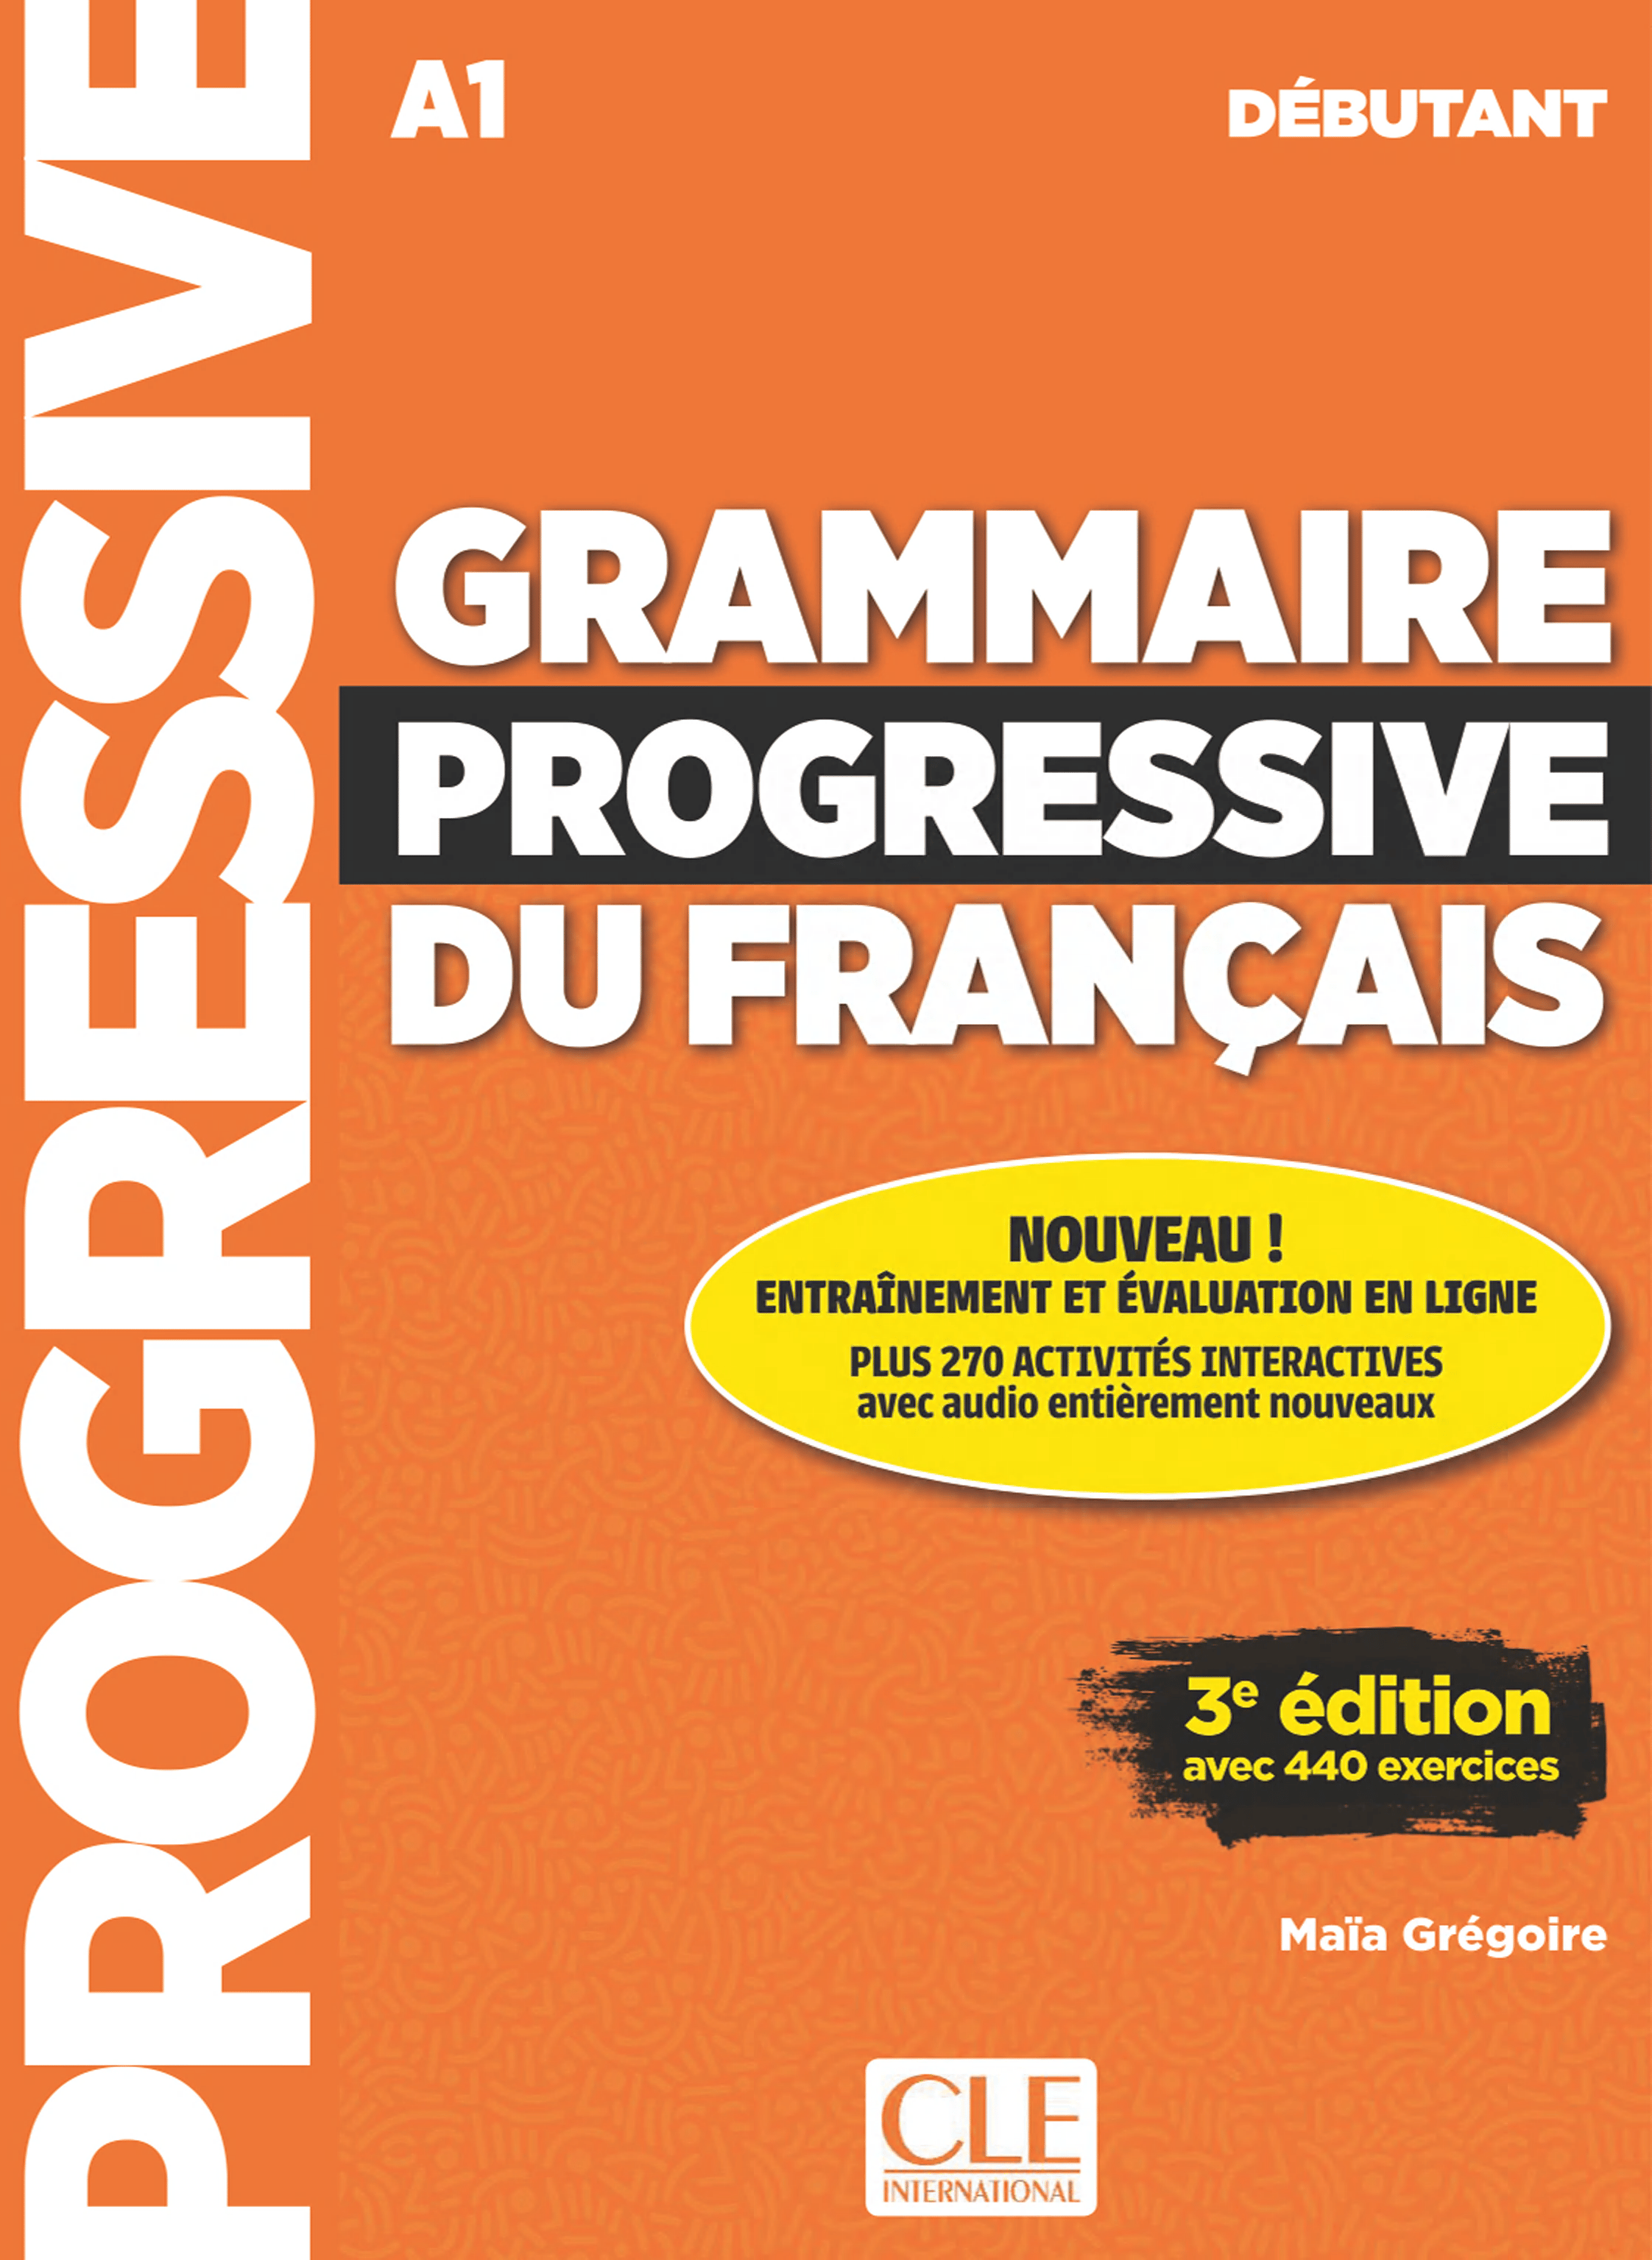 PROGRESSIVE
A1
DÉBUTANT
GRAMMAIRE
PROGRESSIVE
DU FRANÇAIS
NOUVEAU !
ENTRAÎNEMENT ET ÉVALUATION EN LIGNE
PLUS 270 ACTIVITÉS INTERACTIVES
avec audio entièrement nouveaux
3e édition
avec 440 exercices
Maïa Grégoire
CLE
INTERNATIONAL